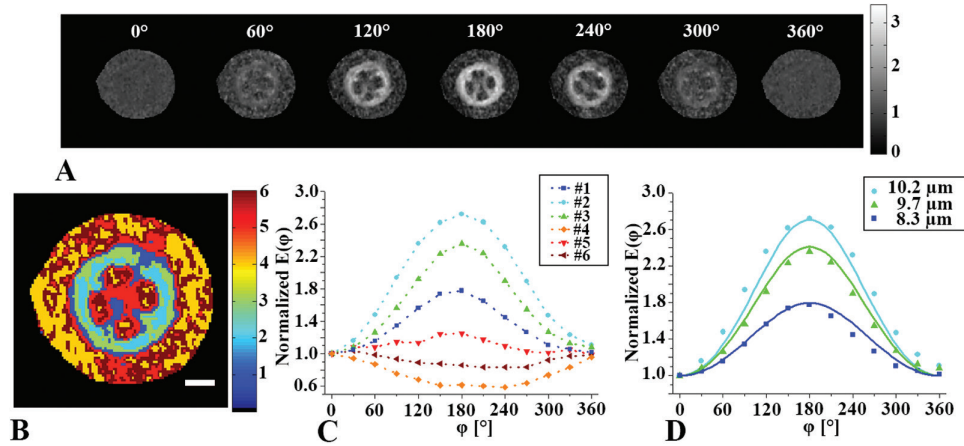 0° 60° 120° 180° 240° 300° 360°
3
2
1
0
A
6
5
4
3
2
1
B
Normalized E(φ)
3.0
2.6
2.2
1.8
1.4
1.0
0.6
0 60 120 180 240 300 360
φ [°]
#1
#2
#3
#4
#5
#6
C
Normalized E(φ)
3.0
2.6
2.2
1.8
1.4
1.0
0 60 120 180 240 300 360
φ [°]
10.2 µm
9.7 µm
8.3 µm
D